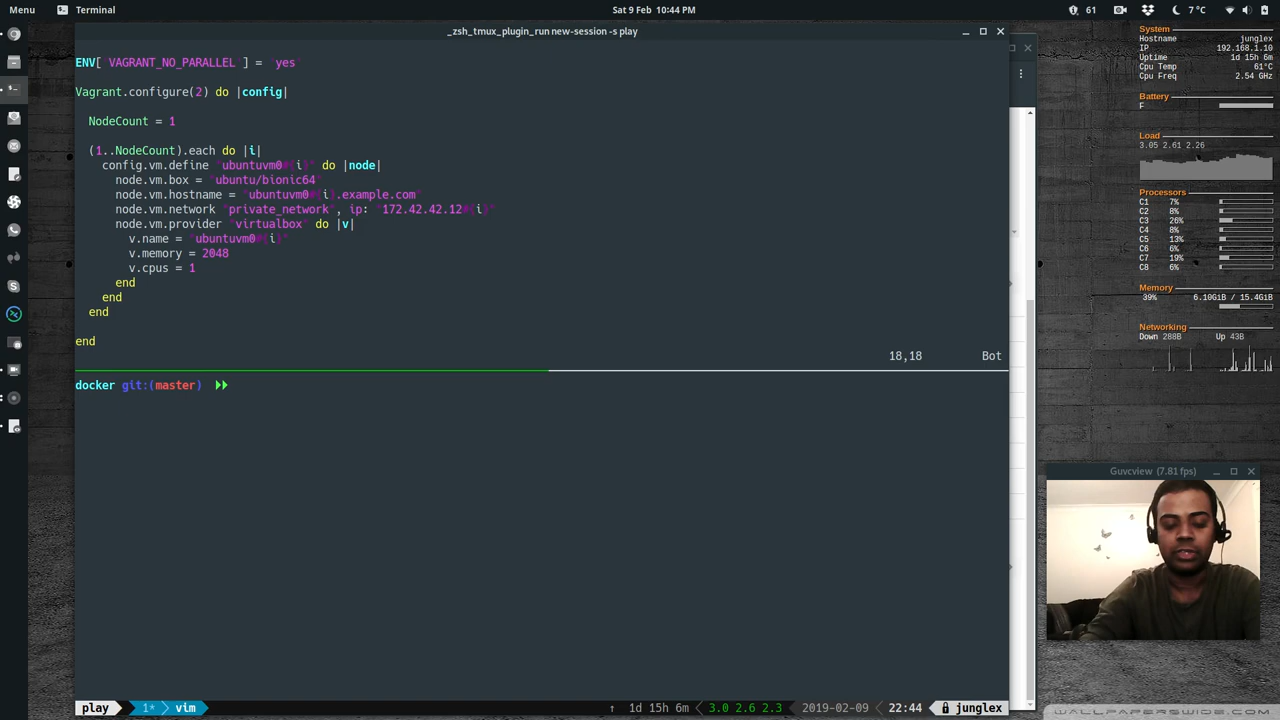 Menu Terminal Sat 9 Feb 10:44 PM 61 7 °C
_zsh_tmux_plugin_run new-session -s play
ENV['VAGRANT_NO_PARALLEL'] = 'yes'
Vagrant.configure(2) do |config|
NodeCount = 1
(1..NodeCount).each do |i|
config.vm.define "ubuntuvm0#{i}" do |node|
node.vm.box = "ubuntu/bionic64"
node.vm.hostname = "ubuntuvm0#{i}.example.com"
node.vm.network "private_network", ip: "172.42.42.12#{i}"
node.vm.provider "virtualbox" do |v|
v.name = "ubuntuvm0#{i}"
v.memory = 2048
v.cpus = 1
end
end
end
end
18,18 Bot
docker git:(master)
play 1* vim ↑ 1d 15h 6m 3.0 2.6 2.3 2019-02-09 22:44 junglex
System
Hostname junglex
IP 192.168.1.10
Uptime 1d 15h 6m
Cpu Temp 61°C
Cpu Freq 2.54 GHz
Battery
F
Load
3.05 2.61 2.26
Processors
C1 7%
C2 8%
C3 26%
C4 8%
C5 13%
C6 6%
C7 19%
C8 6%
Memory
39% 6.10GiB / 15.4GiB
Networking
Down 288B Up 43B
Guvcview (7.81 fps)
WALLPAPERSWIDE.COM